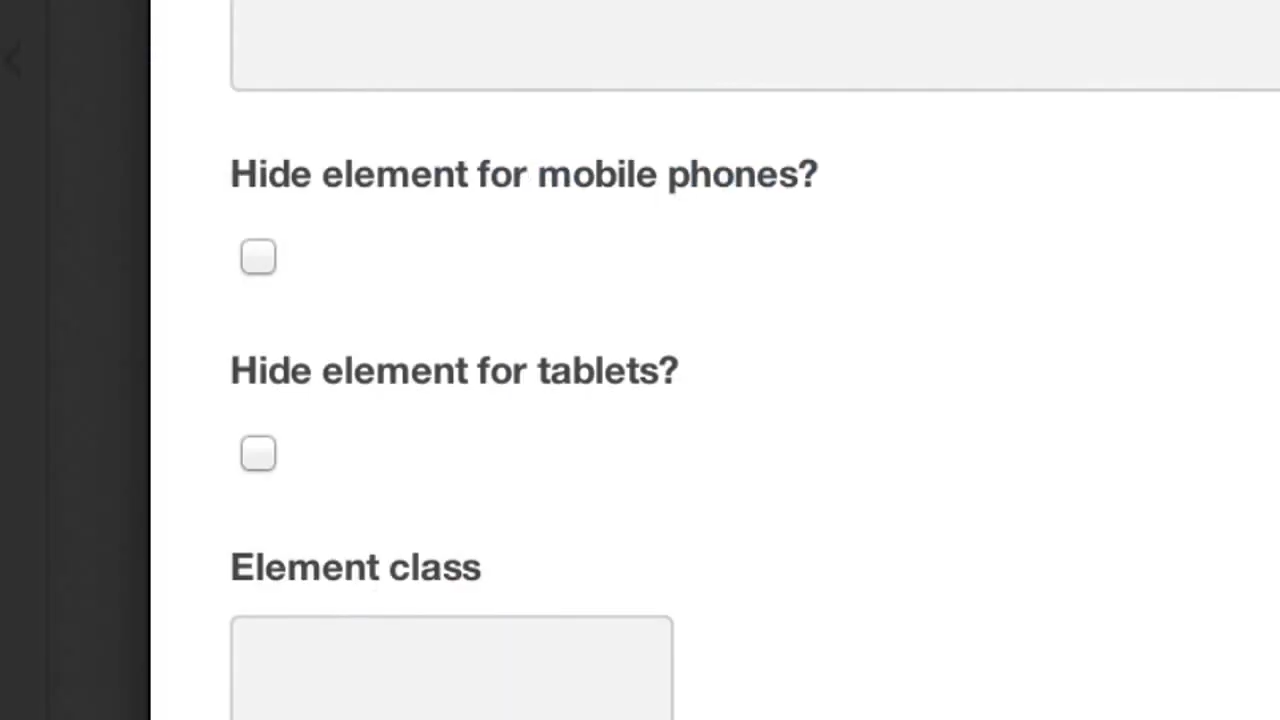 Hide element for mobile phones?
Hide element for tablets?
Element class